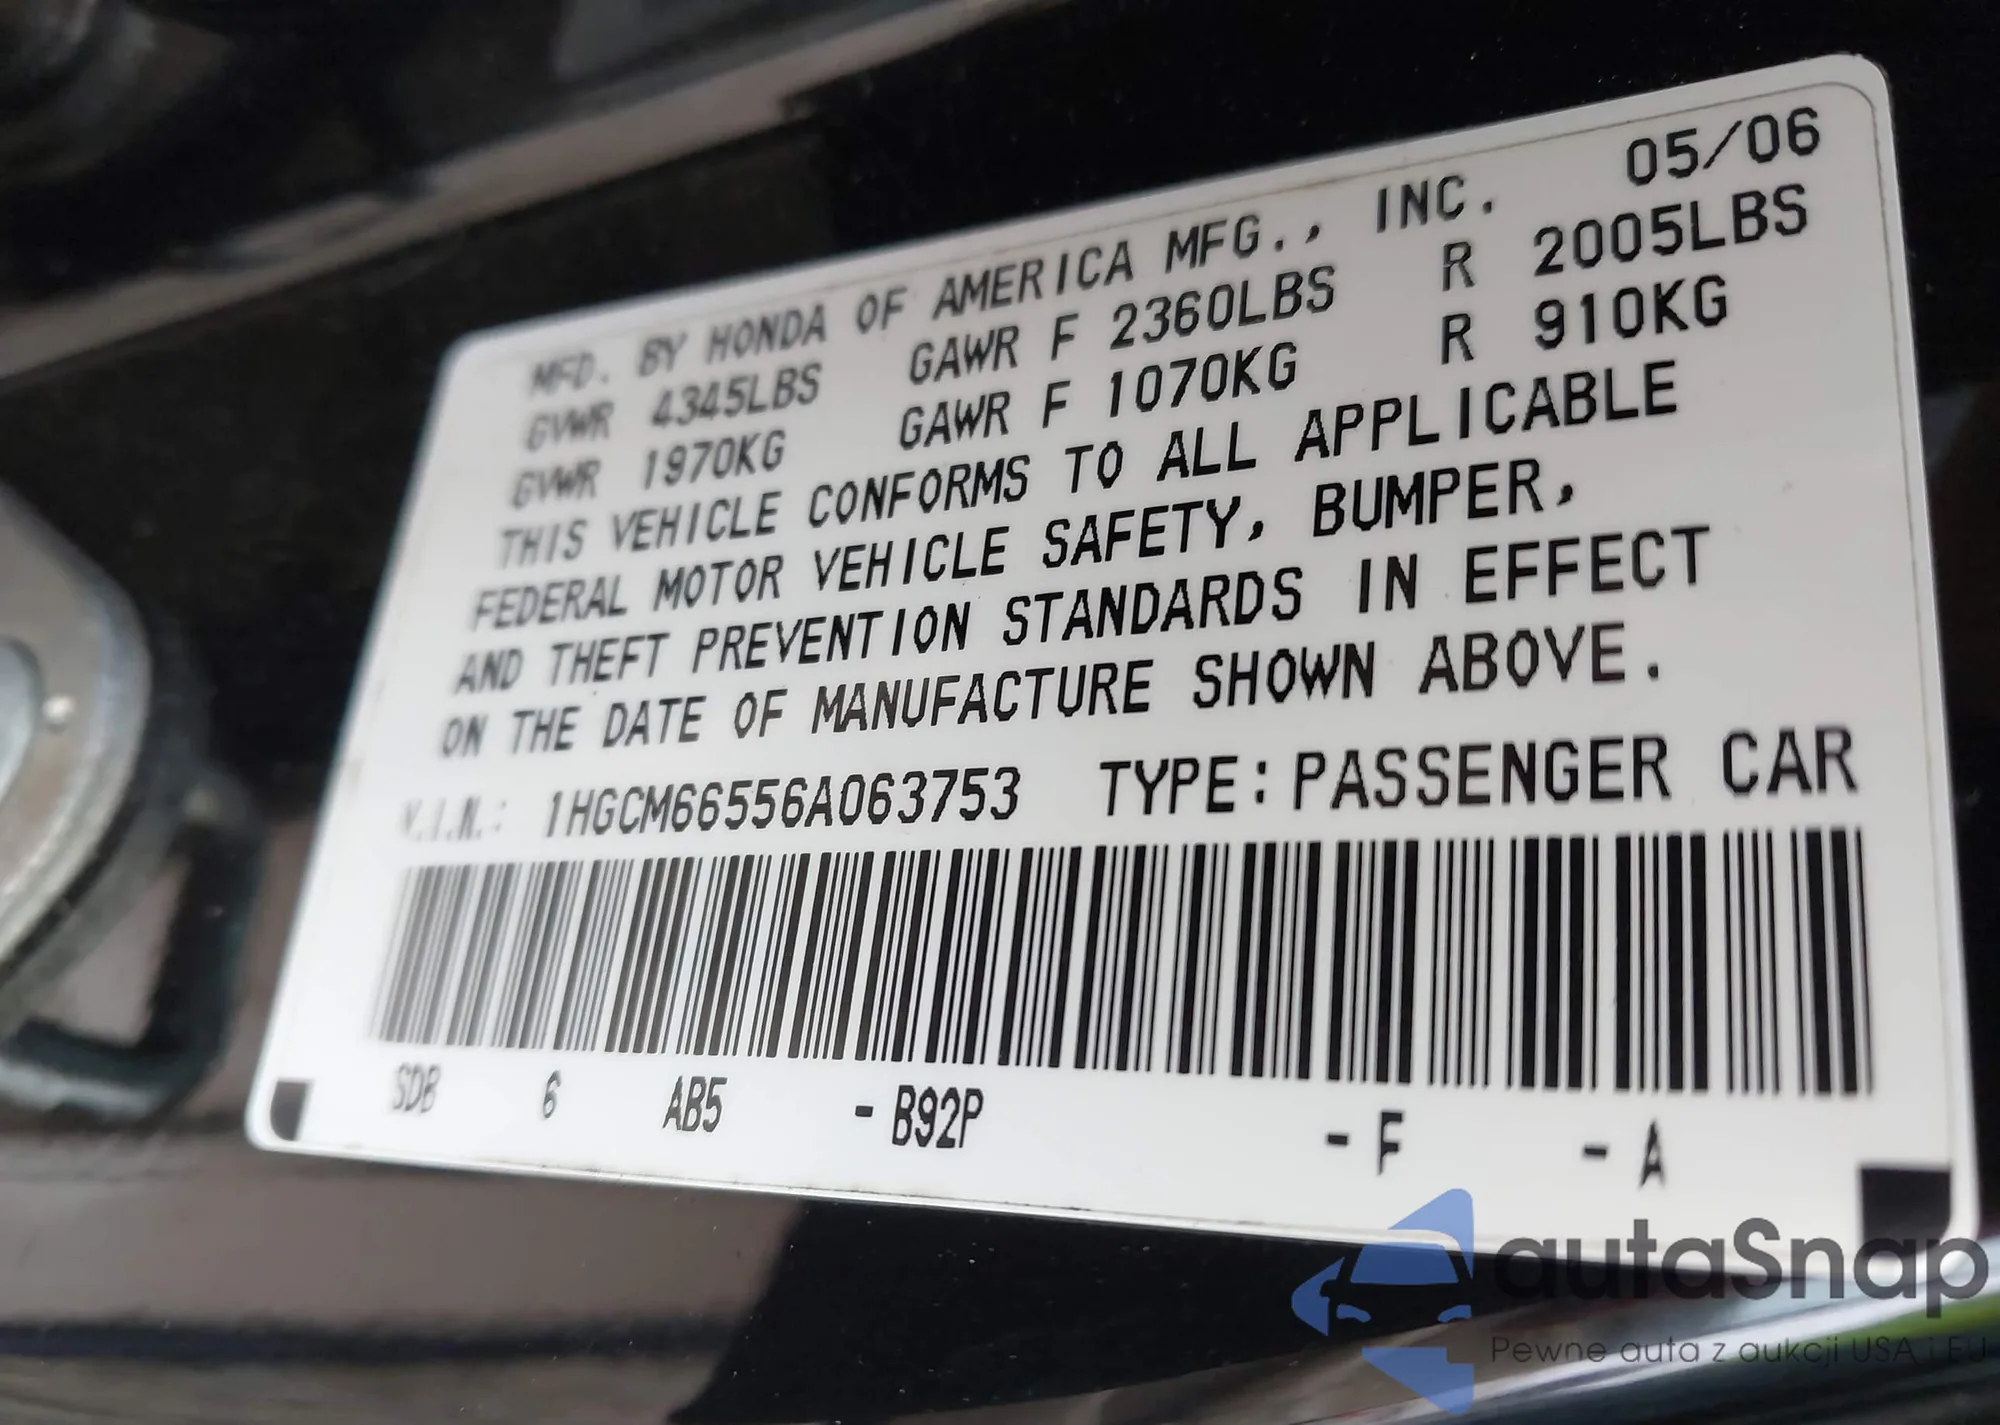 MFD. BY HONDA OF AMERICA MFG., INC. 05/06
GVWR 4345LBS GAWR F 2360LBS R 2005LBS
GVWR 1970KG GAWR F 1070KG R 910KG
THIS VEHICLE CONFORMS TO ALL APPLICABLE
FEDERAL MOTOR VEHICLE SAFETY, BUMPER,
AND THEFT PREVENTION STANDARDS IN EFFECT
ON THE DATE OF MANUFACTURE SHOWN ABOVE.
V.I.N.: 1HGCM66556A063753 TYPE:PASSENGER CAR
SDB 6 AB5 - B92P - F - A
autaSnap
Pewne auta z aukcji USA i EU